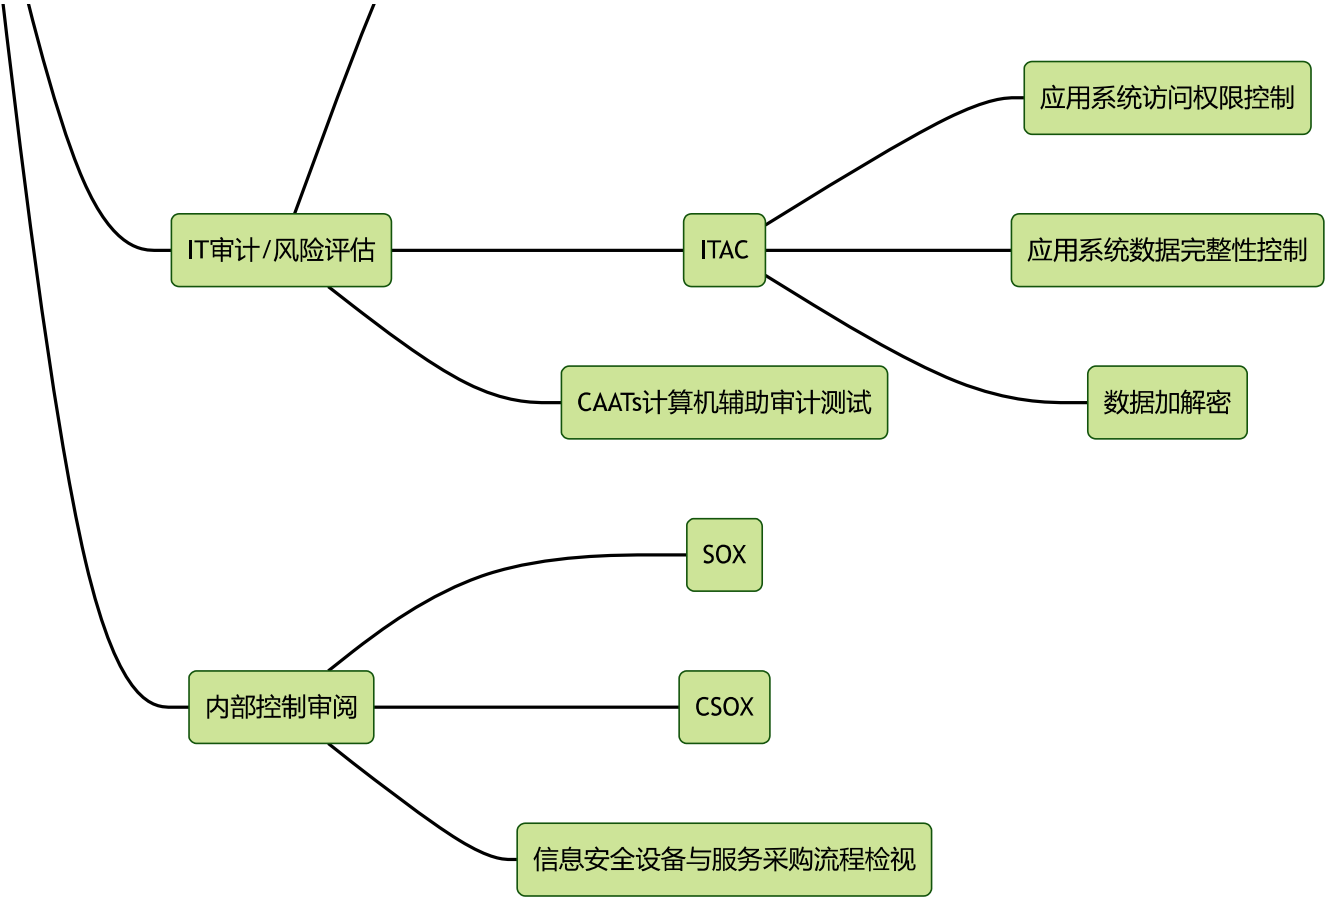 应用系统访问权限控制
IT审计/风险评估
ITAC
应用系统数据完整性控制
CAATs计算机辅助审计测试
数据加解密
SOX
内部控制审阅
CSOX
信息安全设备与服务采购流程检视